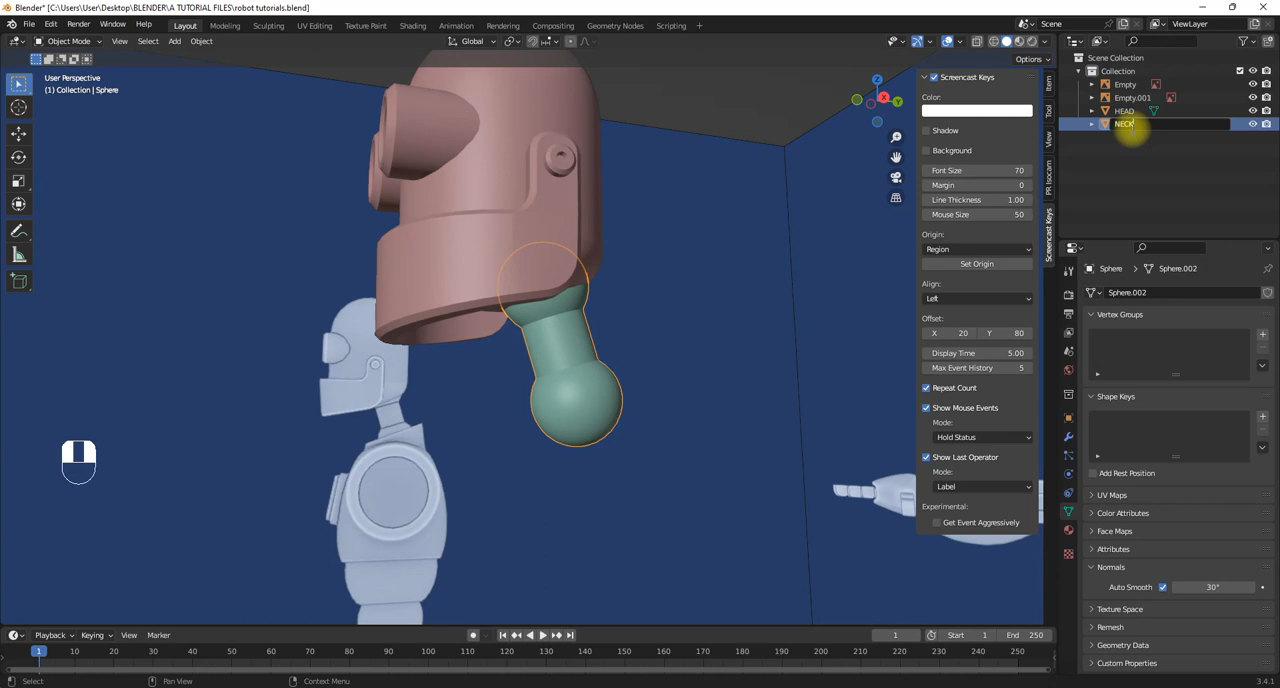 Blender* [C:\Users\User\Desktop\BLENDER\A TUTORIAL FILES\robot tutorials.blend]
File Edit Render Window Help Layout Modeling Sculpting UV Editing Texture Paint Shading Animation Rendering Compositing Geometry Nodes Scripting + Scene ViewLayer
Object Mode View Select Add Object Global
Options
User Perspective
(1) Collection | Sphere
Z
X
Y
Item
Tool
View
PR Isocam
Screencast Keys
Screencast Keys
Color:
Shadow
Background
Font Size 70
Margin 0
Line Thickness 1.00
Mouse Size 50
Origin:
Region
Set Origin
Align:
Left
Offset:
X 20 Y 80
Display Time 5.00
Max Event History 5
Repeat Count
Show Mouse Events
Mode:
Hold Status
Show Last Operator
Mode:
Label
Experimental:
Get Event Aggressively
Scene Collection
Collection
Empty
Empty.001
HEAD
NECK
Sphere Sphere.002
Sphere.002
Vertex Groups
Shape Keys
Add Rest Position
UV Maps
Color Attributes
Face Maps
Attributes
Normals
Auto Smooth 30°
Texture Space
Remesh
Geometry Data
Custom Properties
Playback Keying View Marker 1 Start 1 End 250
1 10 20 30 40 50 60 70 80 90 100 110 120 130 140 150 160 170 180 190 200 210 220 230 240 250
Select Pan View Context Menu 3.4.1